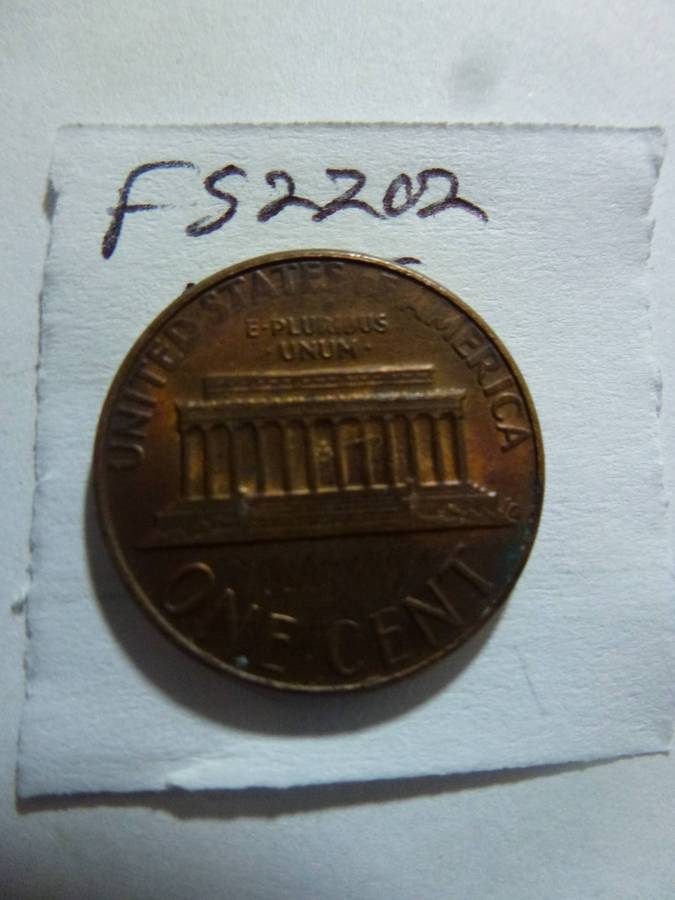 FS2202
UNITED STATES OF AMERICA
E·PLURIBUS
·UNUM·
ONE CENT